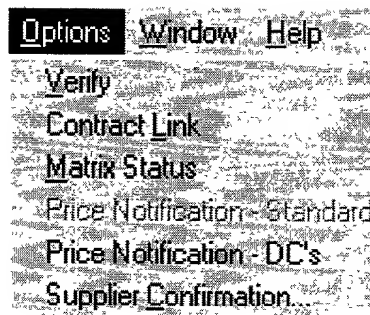 Options Window Help
Verify
Contract Link
Matrix Status
Price Notification - Standard
Price Notification - DC's
Supplier Confirmation...